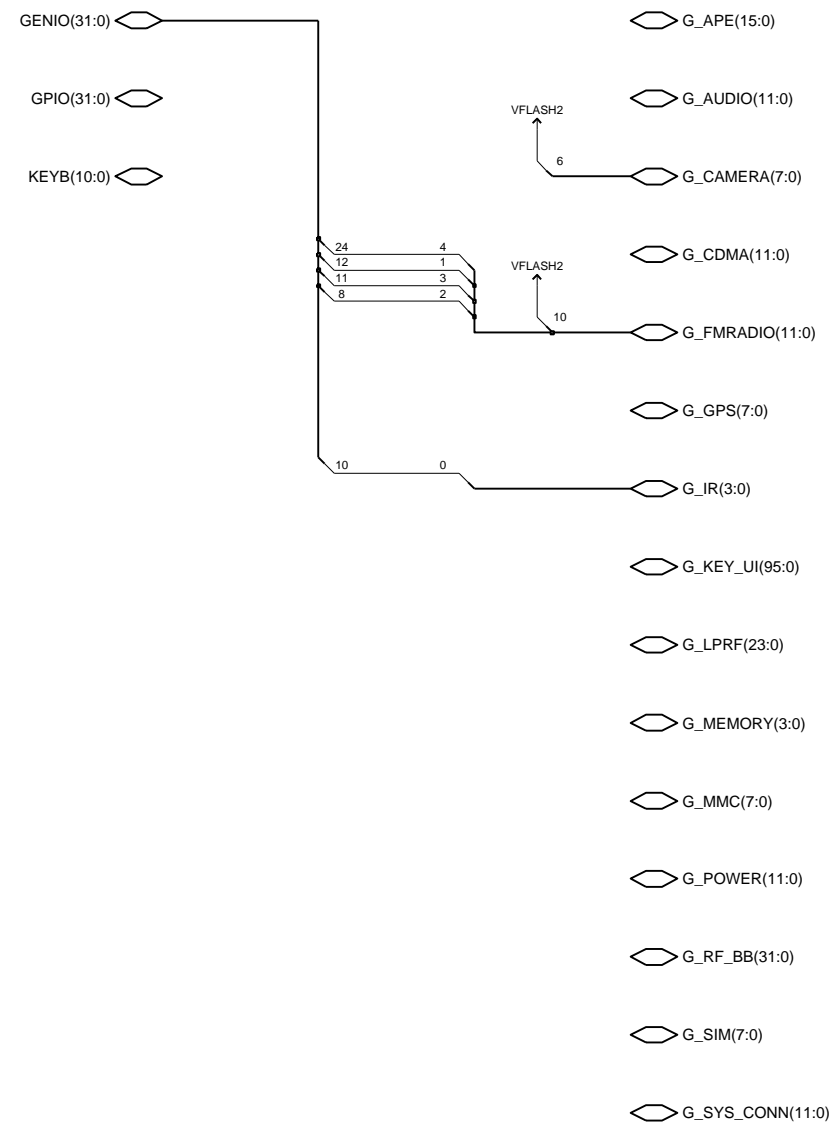 GENIO(31:0)
G_APE(15:0)
GPIO(31:0)
G_AUDIO(11:0)
VFLASH2
6
KEYB(10:0)
G_CAMERA(7:0)
24 4
G_CDMA(11:0)
12 1
VFLASH2
11 3
8 2
10
G_FMRADIO(11:0)
G_GPS(7:0)
10 0
G_IR(3:0)
G_KEY_UI(95:0)
G_LPRF(23:0)
G_MEMORY(3:0)
G_MMC(7:0)
G_POWER(11:0)
G_RF_BB(31:0)
G_SIM(7:0)
G_SYS_CONN(11:0)